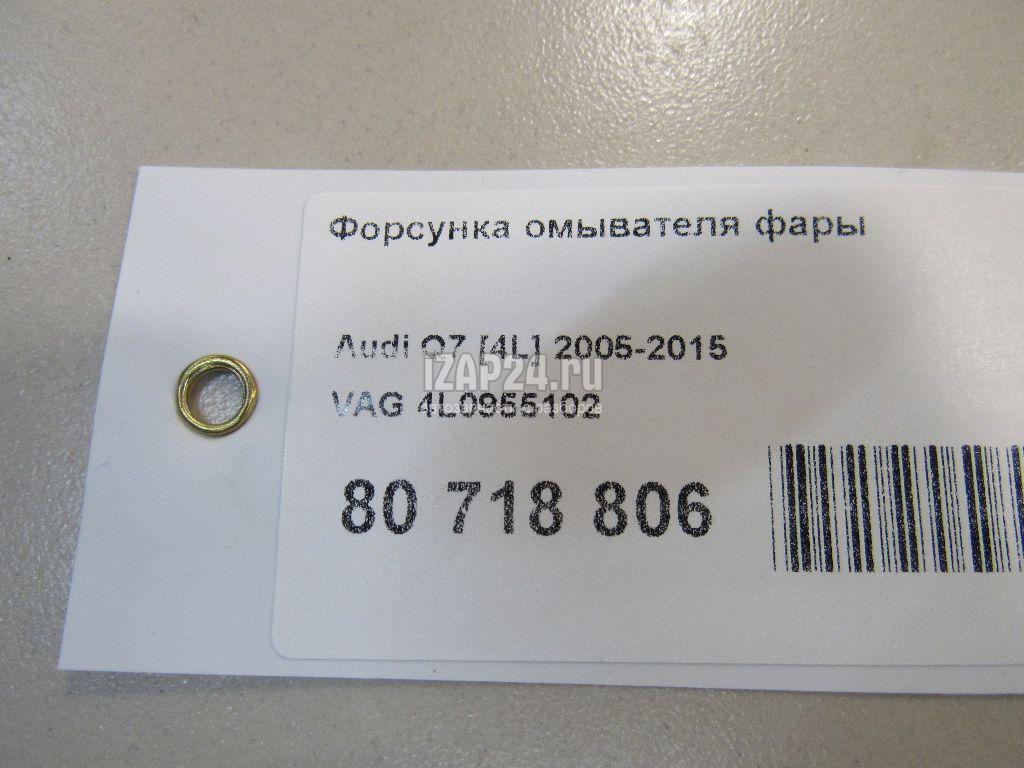 Форсунка омывателя фары
Audi Q7 [4L] 2005-2015
IZAP24.ru
VAG 4L0955102
80 718 806